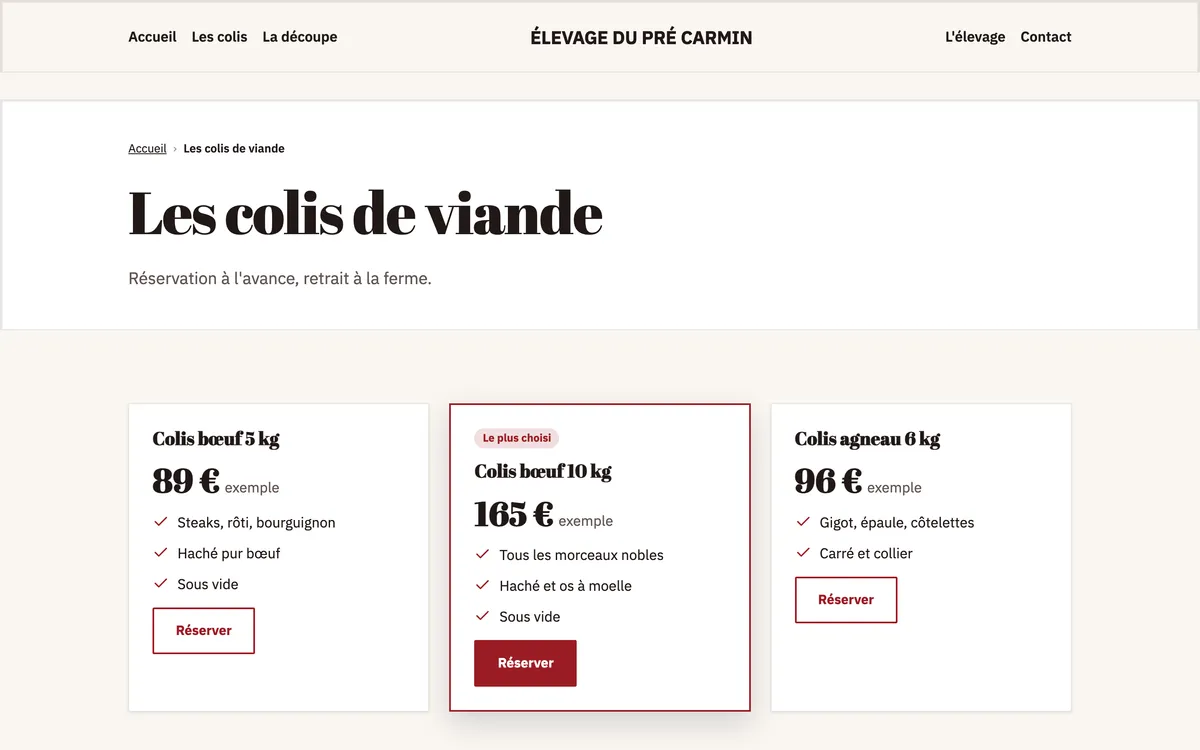 Accueil Les colis La découpe ÉLEVAGE DU PRÉ CARMIN L'élevage Contact
Accueil › Les colis de viande
Les colis de viande
Réservation à l'avance, retrait à la ferme.
Colis bœuf 5 kg
89 € exemple
Steaks, rôti, bourguignon
Haché pur bœuf
Sous vide
Réserver
Le plus choisi
Colis bœuf 10 kg
165 € exemple
Tous les morceaux nobles
Haché et os à moelle
Sous vide
Réserver
Colis agneau 6 kg
96 € exemple
Gigot, épaule, côtelettes
Carré et collier
Réserver